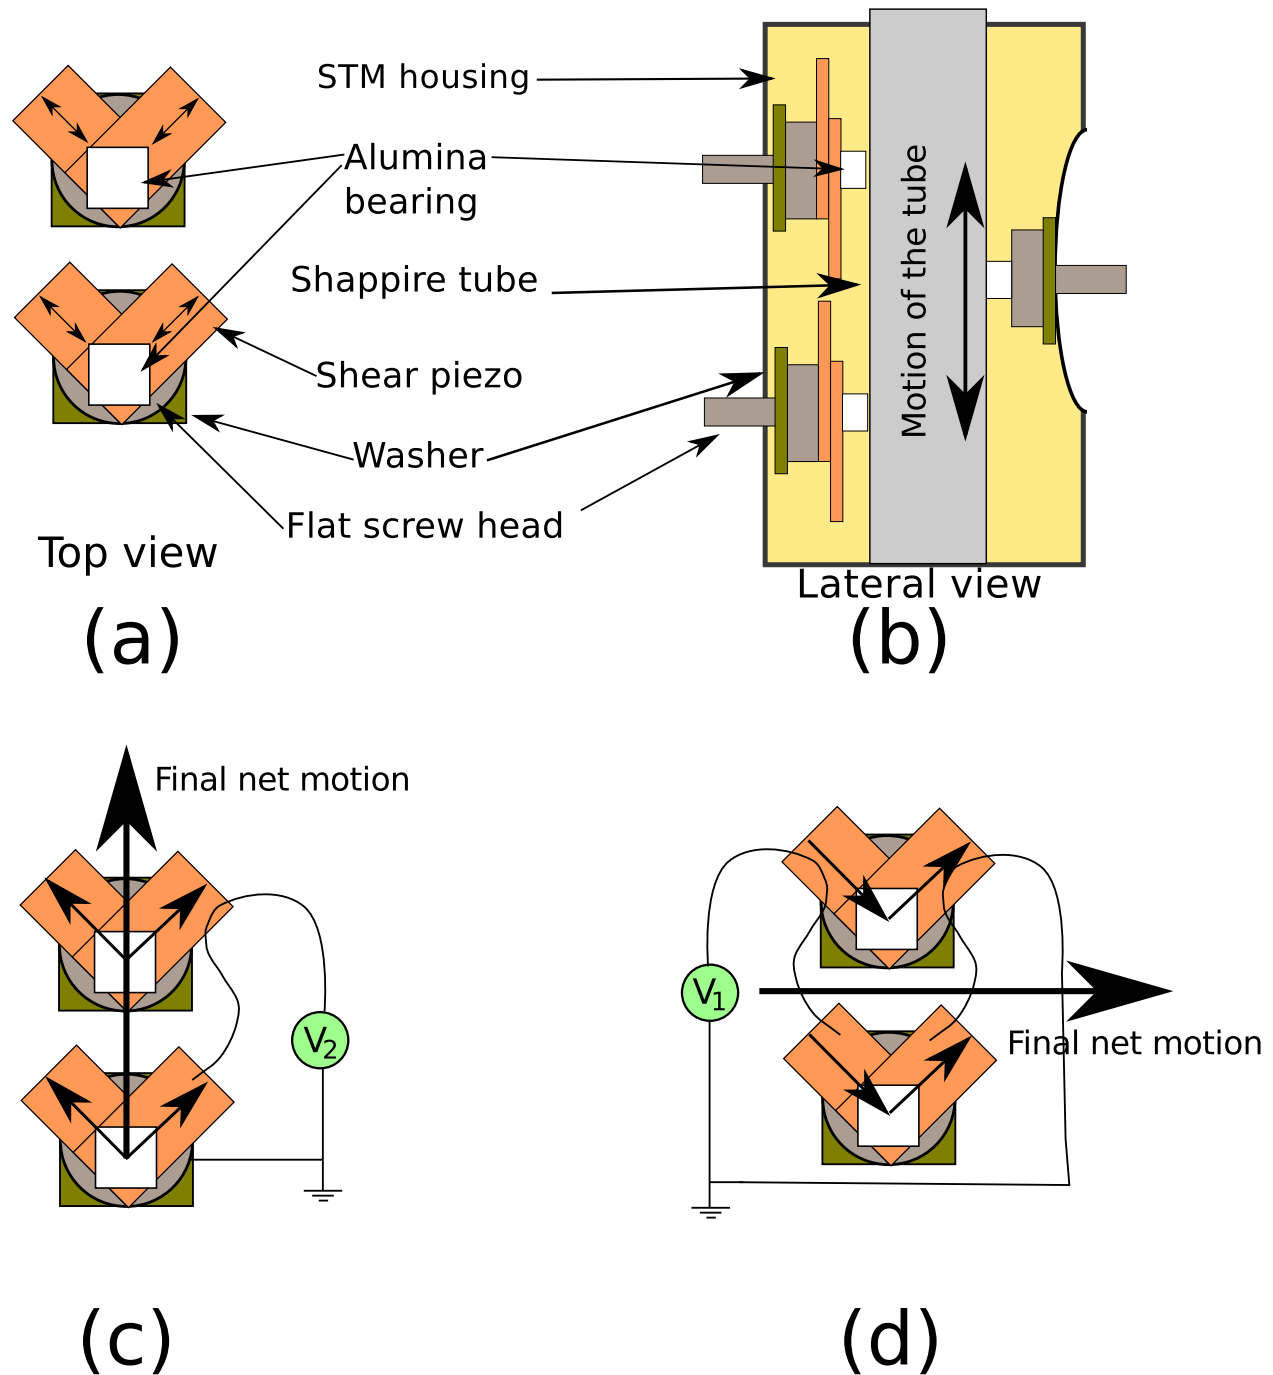 STM housing
Alumina
bearing
Shappire tube
Shear piezo
Washer
Flat screw head
Top view
(a)
Motion of the tube
Lateral view
(b)
Final net motion
V2
(c)
V1
Final net motion
(d)